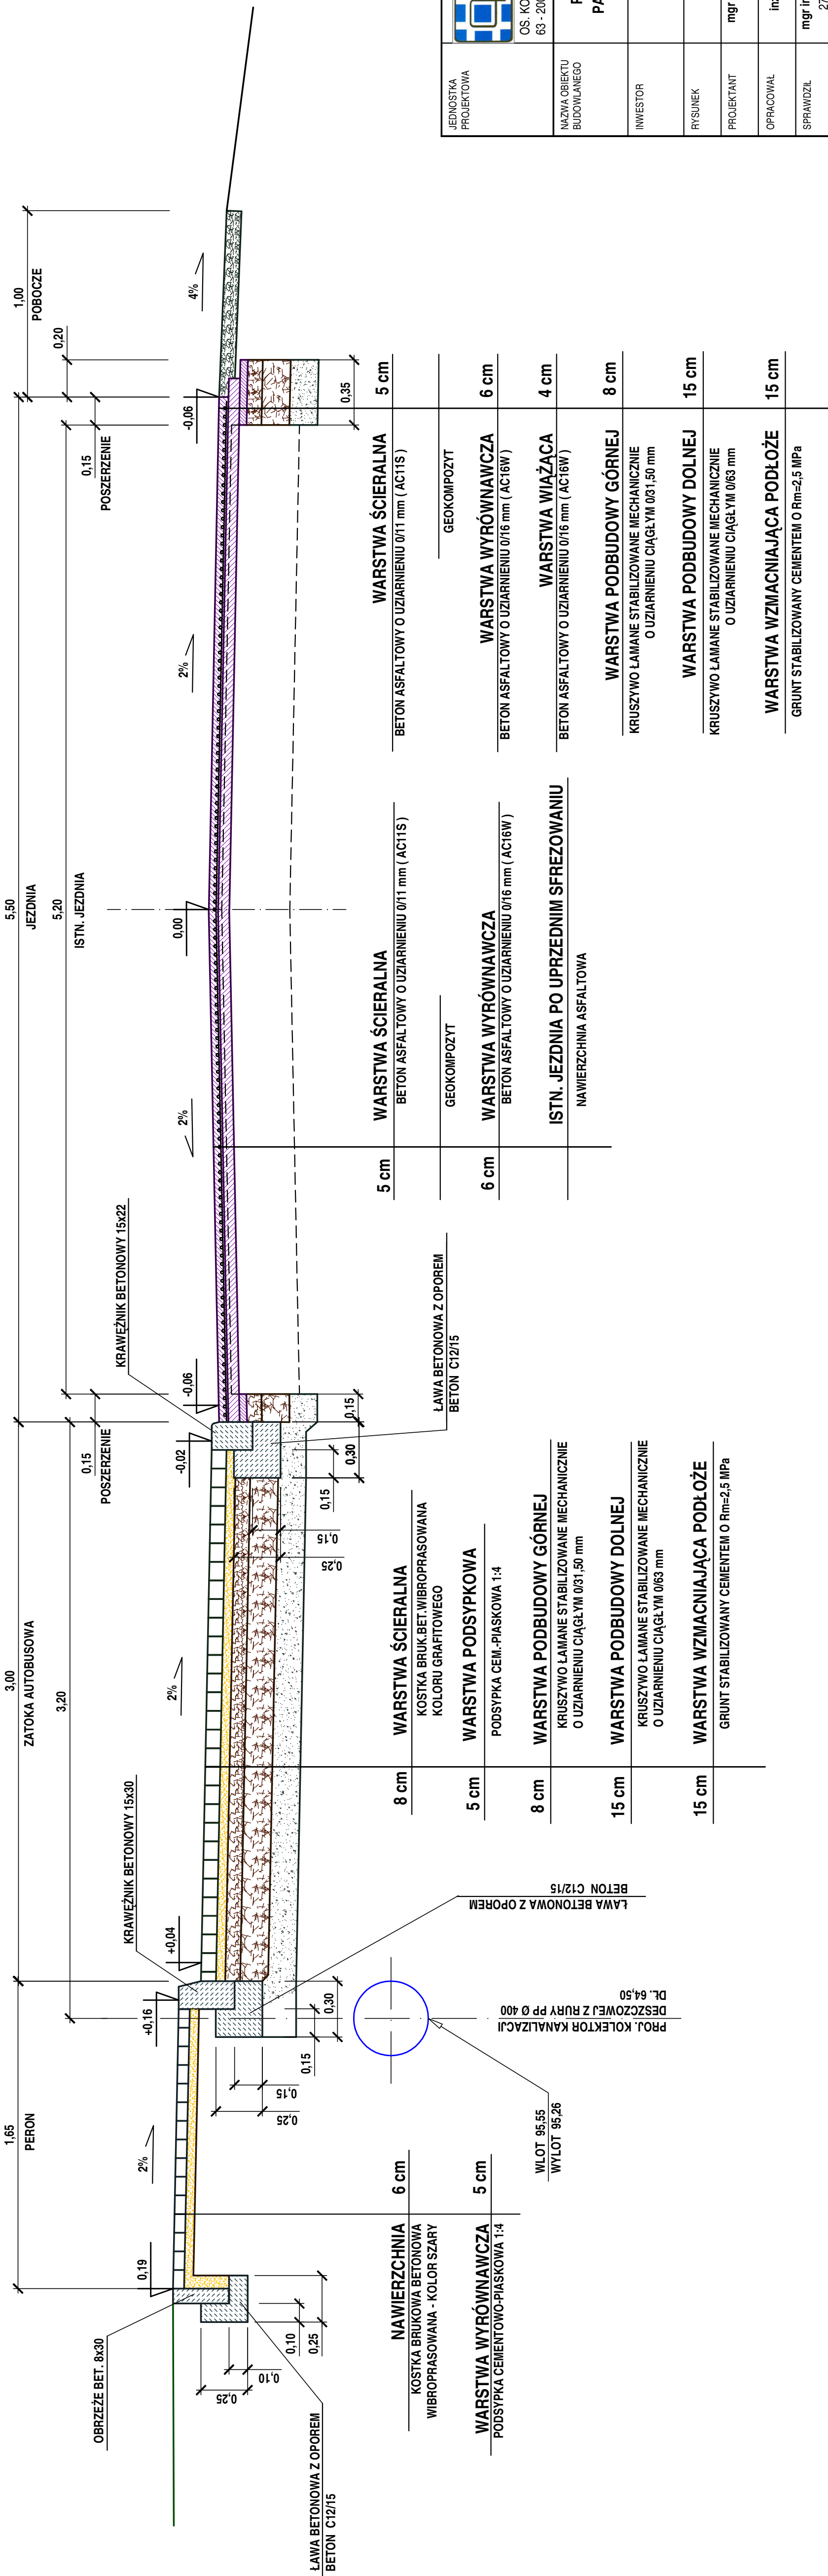 1,65
PERON
3,00
ZATOKA AUTOBUSOWA
3,20
5,50
JEZDNIA
5,20
ISTN. JEZDNIA
0,15
POSZERZENIE
0,15
POSZERZENIE
0,20
1,00
POBOCZE
OBRZEŻE BET. 8x30
0,19
2%
+0,16
KRAWĘŻNIK BETONOWY 15x30
+0,04
2%
-0,02
KRAWĘŻNIK BETONOWY 15x22
-0,06
2%
0,00
2%
-0,06
4%
0,25
0,10
0,10
0,25
ŁAWA BETONOWA Z OPOREM
BETON C12/15
0,25
0,15
0,15
0,30
ŁAWA BETONOWA Z OPOREM
BETON C12/15
0,25
0,15
0,15
0,30
0,15
ŁAWA BETONOWA Z OPOREM
BETON C12/15
0,35
WLOT 95,55
WYLOT 95,26
PROJ. KOLEKTOR KANALIZACJI
DESZCZOWEJ Z RURY PP Ø 400
DŁ. 64,50
NAWIERZCHNIA 6 cm
KOSTKA BRUKOWA BETONOWA
WIBROPRASOWANA - KOLOR SZARY
WARSTWA WYRÓWNAWCZA 5 cm
PODSYPKA CEMENTOWO-PIASKOWA 1:4
8 cm WARSTWA ŚCIERALNA
KOSTKA BRUK.BET.WIBROPRASOWANA
KOLORU GRAFITOWEGO
5 cm WARSTWA PODSYPKOWA
PODSYPKA CEM.-PIASKOWA 1:4
8 cm WARSTWA PODBUDOWY GÓRNEJ
KRUSZYWO ŁAMANE STABILIZOWANE MECHANICZNIE
O UZIARNIENIU CIĄGŁYM 0/31,50 mm
15 cm WARSTWA PODBUDOWY DOLNEJ
KRUSZYWO ŁAMANE STABILIZOWANE MECHANICZNIE
O UZIARNIENIU CIĄGŁYM 0/63 mm
15 cm WARSTWA WZMACNIAJĄCA PODŁOŻE
GRUNT STABILIZOWANY CEMENTEM O Rm=2,5 MPa
5 cm WARSTWA ŚCIERALNA
BETON ASFALTOWY O UZIARNIENIU 0/11 mm ( AC11S )
GEOKOMPOZYT
6 cm WARSTWA WYRÓWNAWCZA
BETON ASFALTOWY O UZIARNIENIU 0/16 mm ( AC16W )
ISTN. JEZDNIA PO UPRZEDNIM SFREZOWANIU
NAWIERZCHNIA ASFALTOWA
WARSTWA ŚCIERALNA 5 cm
BETON ASFALTOWY O UZIARNIENIU 0/11 mm ( AC11S )
GEOKOMPOZYT
WARSTWA WYRÓWNAWCZA 6 cm
BETON ASFALTOWY O UZIARNIENIU 0/16 mm ( AC16W )
WARSTWA WIĄŻĄCA 4 cm
BETON ASFALTOWY O UZIARNIENIU 0/16 mm ( AC16W )
WARSTWA PODBUDOWY GÓRNEJ 8 cm
KRUSZYWO ŁAMANE STABILIZOWANE MECHANICZNIE
O UZIARNIENIU CIĄGŁYM 0/31,50 mm
WARSTWA PODBUDOWY DOLNEJ 15 cm
KRUSZYWO ŁAMANE STABILIZOWANE MECHANICZNIE
O UZIARNIENIU CIĄGŁYM 0/63 mm
WARSTWA WZMACNIAJĄCA PODŁOŻE 15 cm
GRUNT STABILIZOWANY CEMENTEM O Rm=2,5 MPa
JEDNOSTKA
PROJEKTOWA
OS. KO
63 - 200
NAZWA OBIEKTU
BUDOWLANEGO
PA
INWESTOR
RYSUNEK
PROJEKTANT mgr
OPRACOWAŁ
SPRAWDZIŁ mgr in
27